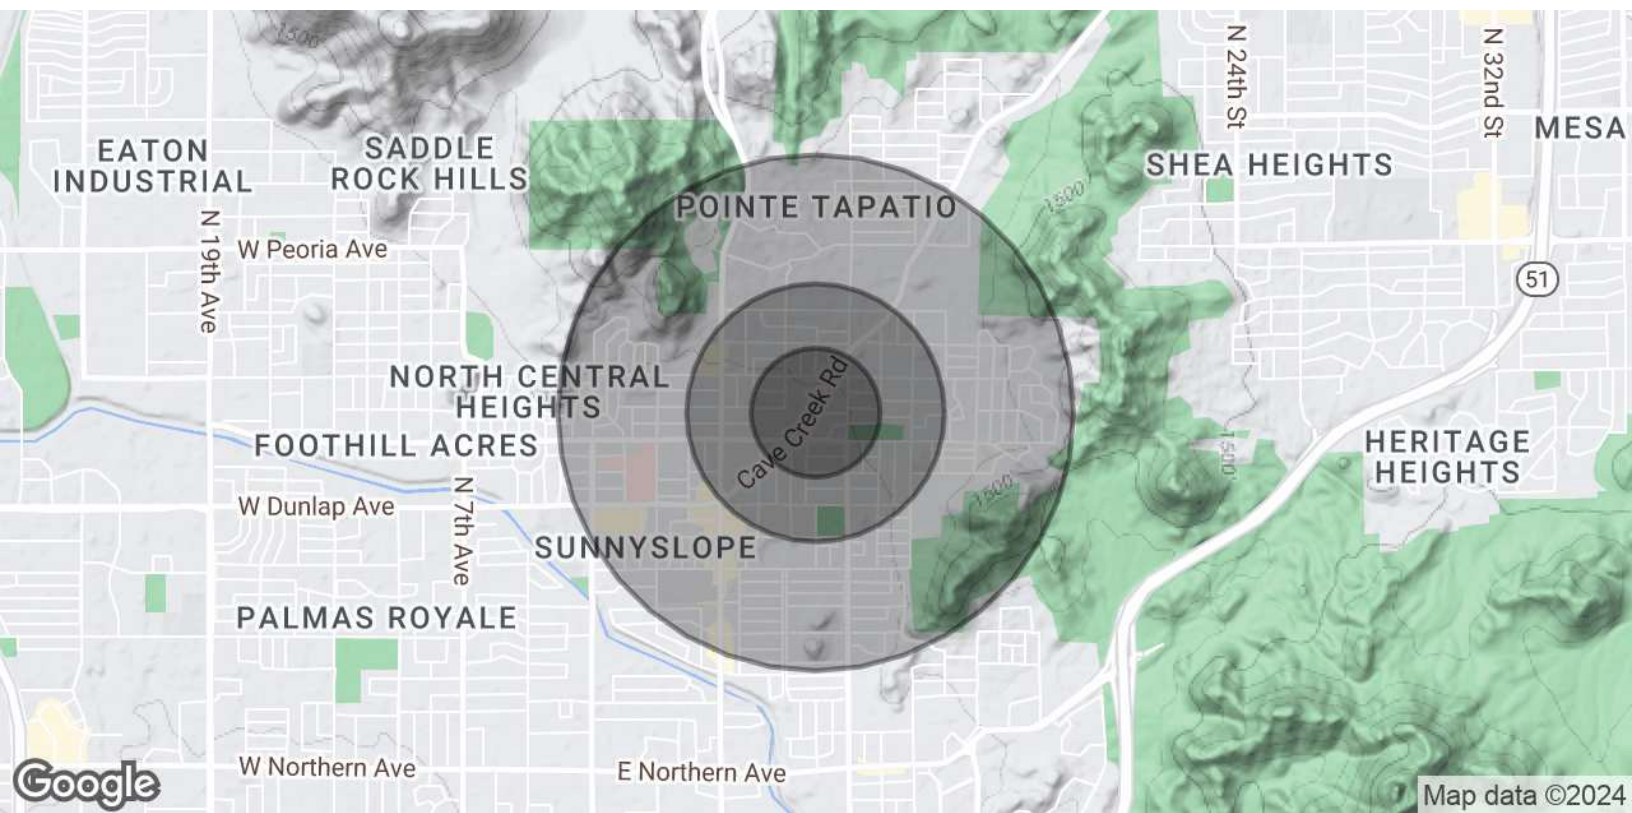 1500'
N 24th St
N 32nd St
EATON
INDUSTRIAL
SADDLE
ROCK HILLS
MESA
SHEA HEIGHTS
POINTE TAPATIO
1500'
N 19th Ave
W Peoria Ave
51
Cave Creek Rd
NORTH CENTRAL
HEIGHTS
FOOTHILL ACRES
1500'
HERITAGE
HEIGHTS
1500'
W Dunlap Ave
N 7th Ave
SUNNYSLOPE
PALMAS ROYALE
W Northern Ave
E Northern Ave
Google
Map data ©2024